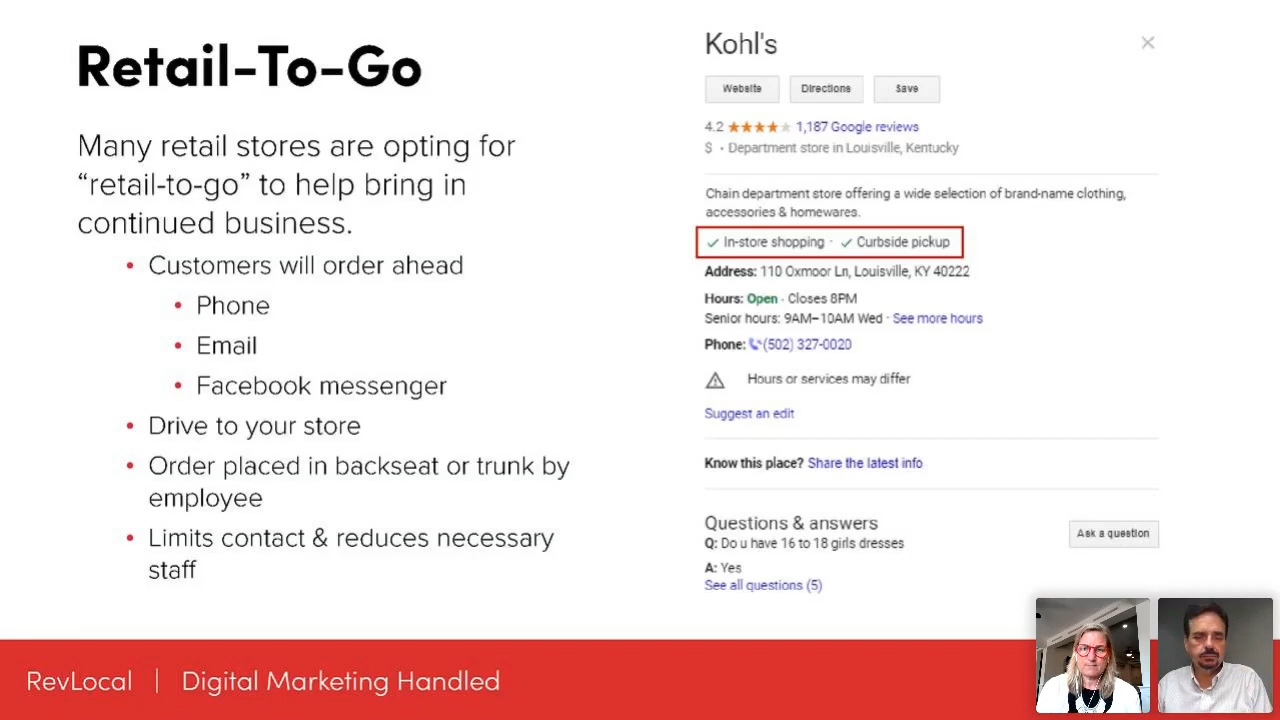 Retail-To-Go
Many retail stores are opting for
“retail-to-go” to help bring in
continued business.
• Customers will order ahead
• Phone
• Email
• Facebook messenger
• Drive to your store
• Order placed in backseat or trunk by
employee
• Limits contact & reduces necessary
staff
Kohl's
Website Directions Save
4.2 1,187 Google reviews
$ · Department store in Louisville, Kentucky
Chain department store offering a wide selection of brand-name clothing,
accessories & homewares.
✓ In-store shopping · ✓ Curbside pickup
Address: 110 Oxmoor Ln, Louisville, KY 40222
Hours: Open · Closes 8PM
Senior hours: 9AM–10AM Wed · See more hours
Phone: (502) 327-0020
Hours or services may differ
Suggest an edit
Know this place? Share the latest info
Questions & answers
Ask a question
Q: Do u have 16 to 18 girls dresses
A: Yes
See all questions (5)
RevLocal | Digital Marketing Handled